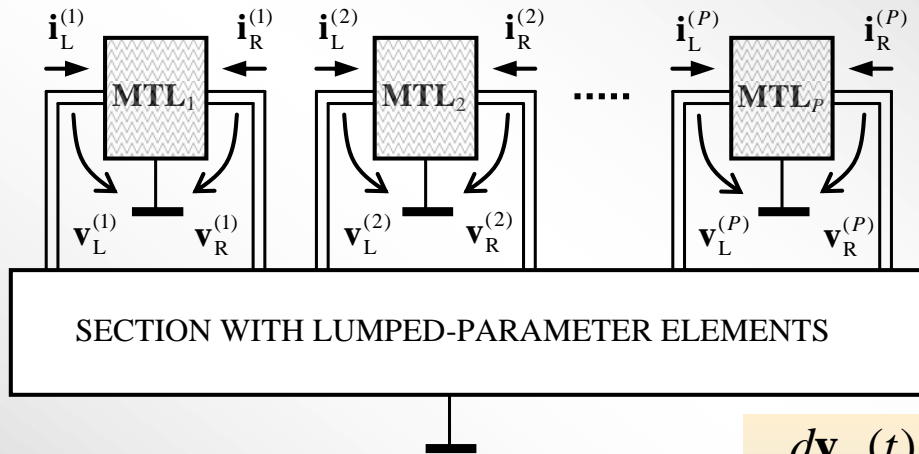 i_L^(1) i_R^(1) i_L^(2) i_R^(2) i_L^(P) i_R^(P)
MTL_1 MTL_2 ..... MTL_P
v_L^(1) v_R^(1) v_L^(2) v_R^(2) v_L^(P) v_R^(P)
SECTION WITH LUMPED-PARAMETER ELEMENTS